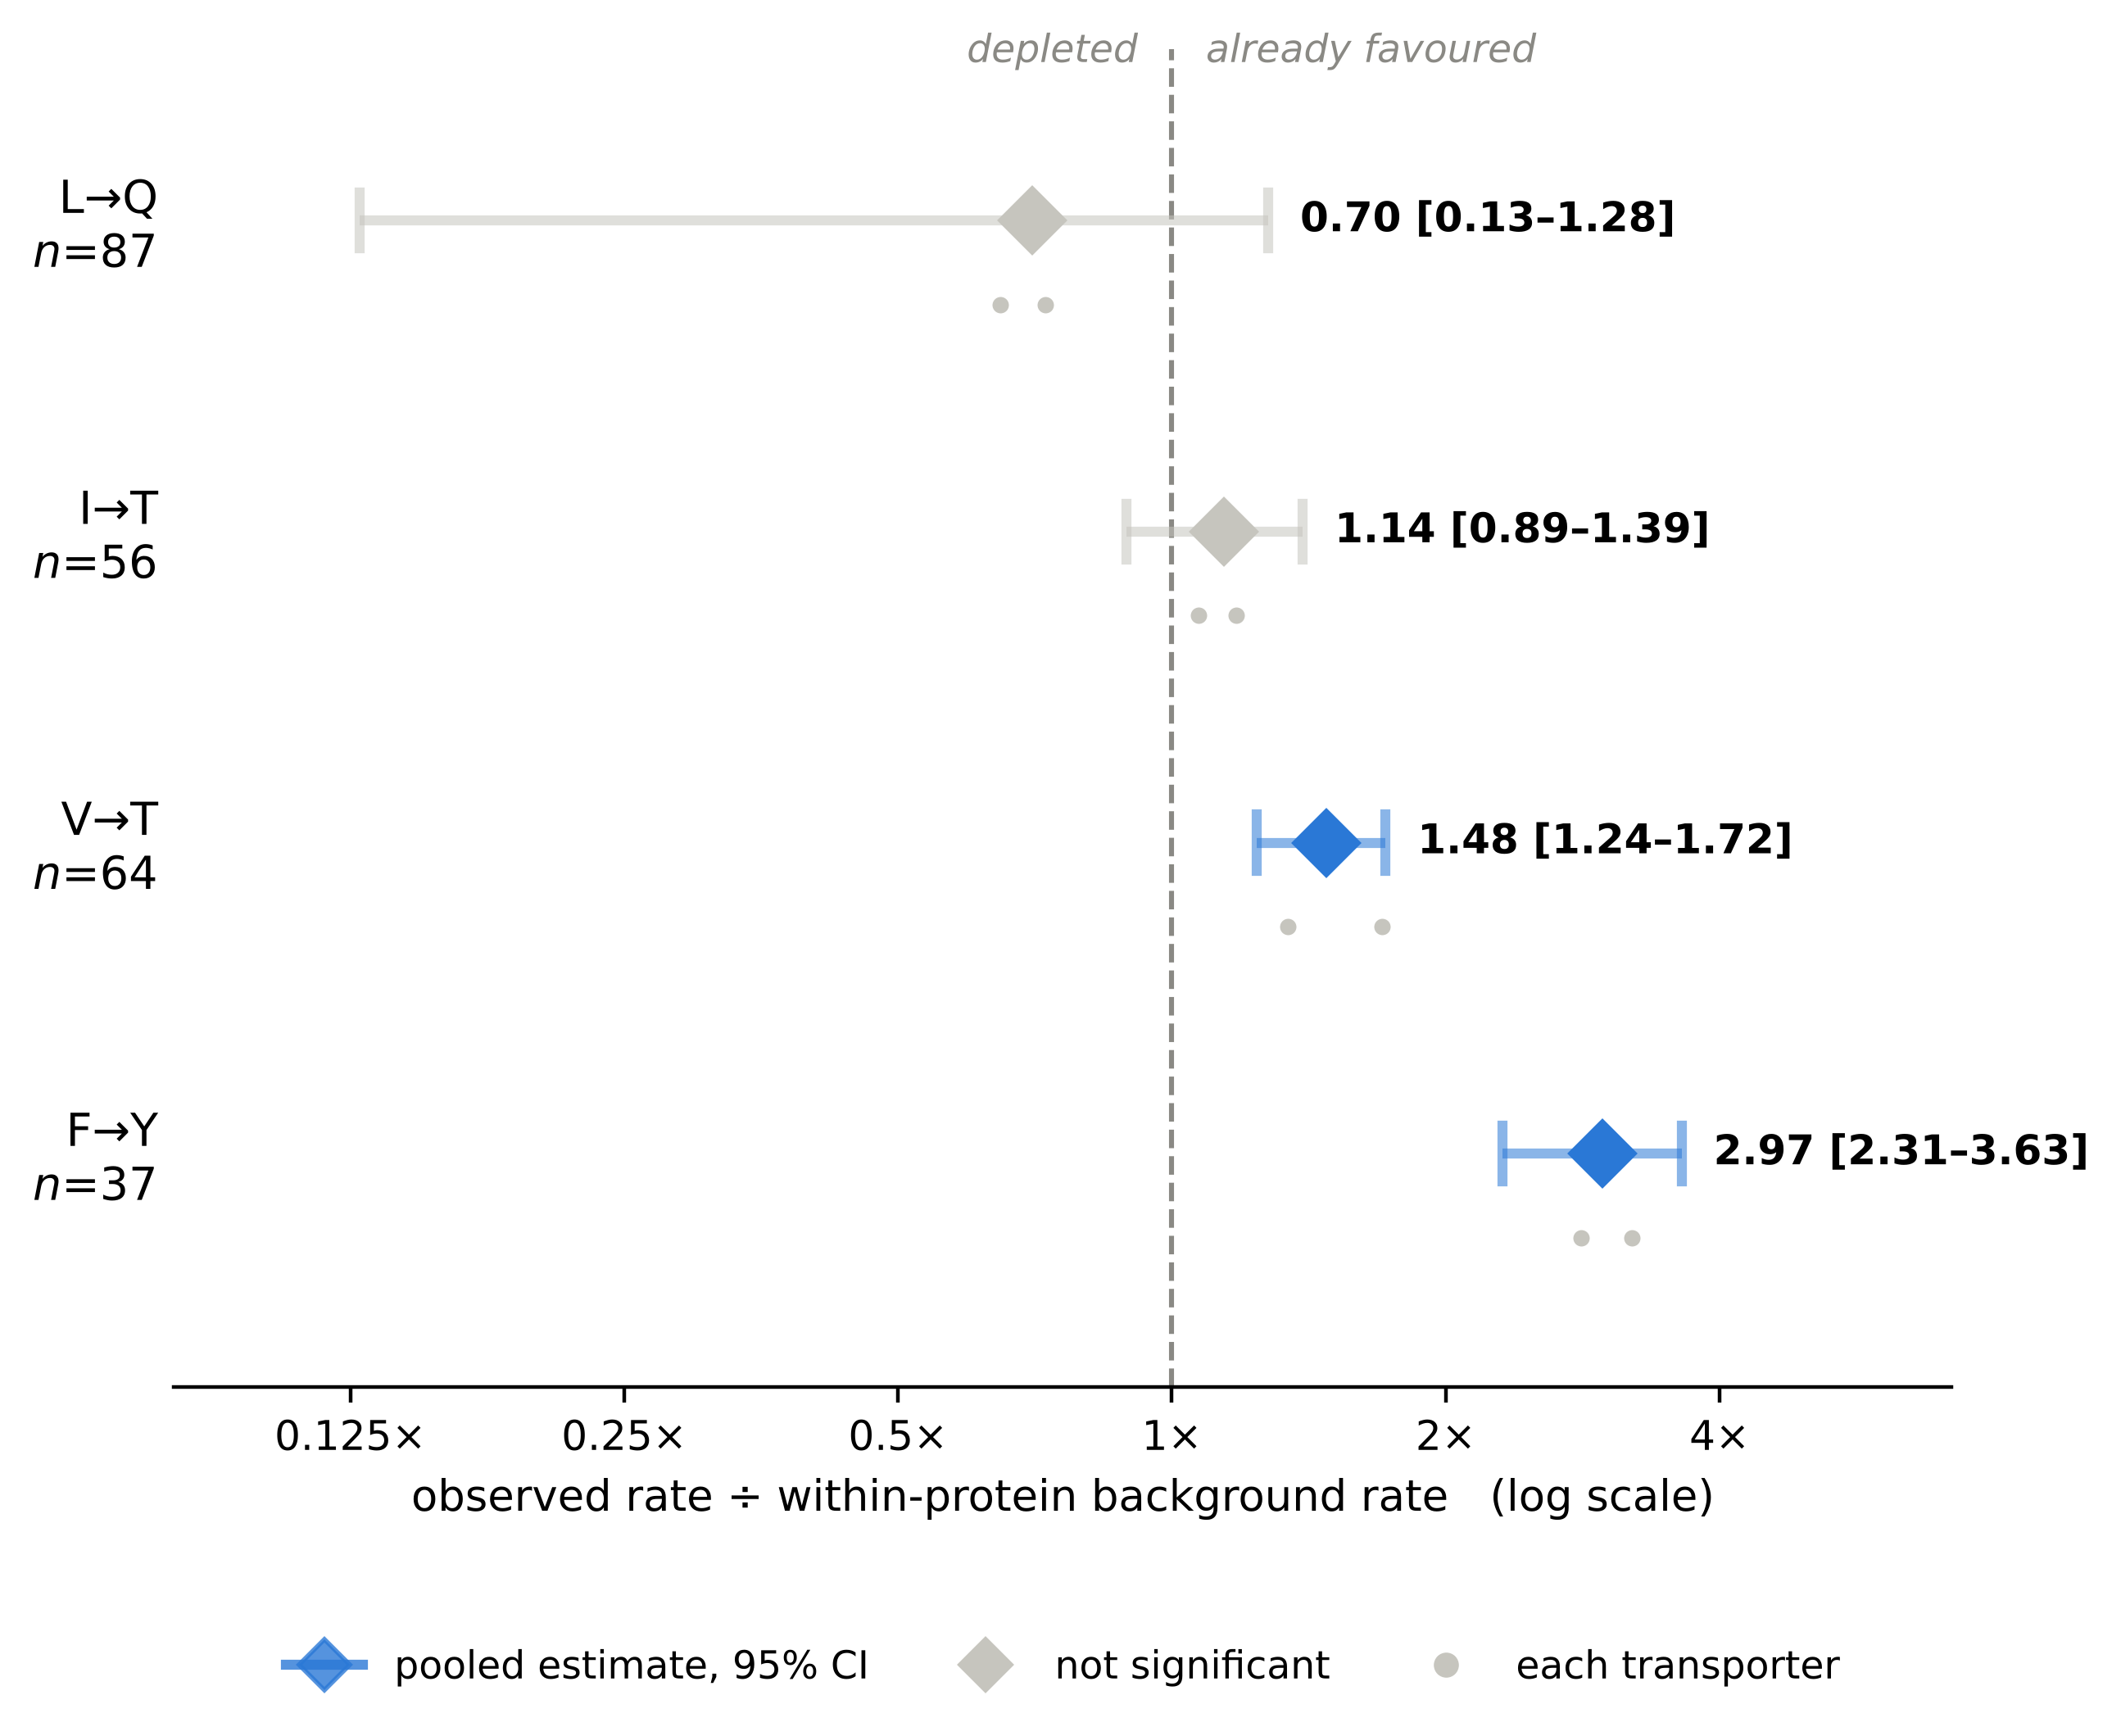 depleted already favoured
L→Q
n=87
0.70 [0.13–1.28]
I→T
n=56
1.14 [0.89–1.39]
V→T
n=64
1.48 [1.24–1.72]
F→Y
n=37
2.97 [2.31–3.63]
0.125× 0.25× 0.5× 1× 2× 4×
observed rate ÷ within-protein background rate (log scale)
pooled estimate, 95% CI not significant each transporter